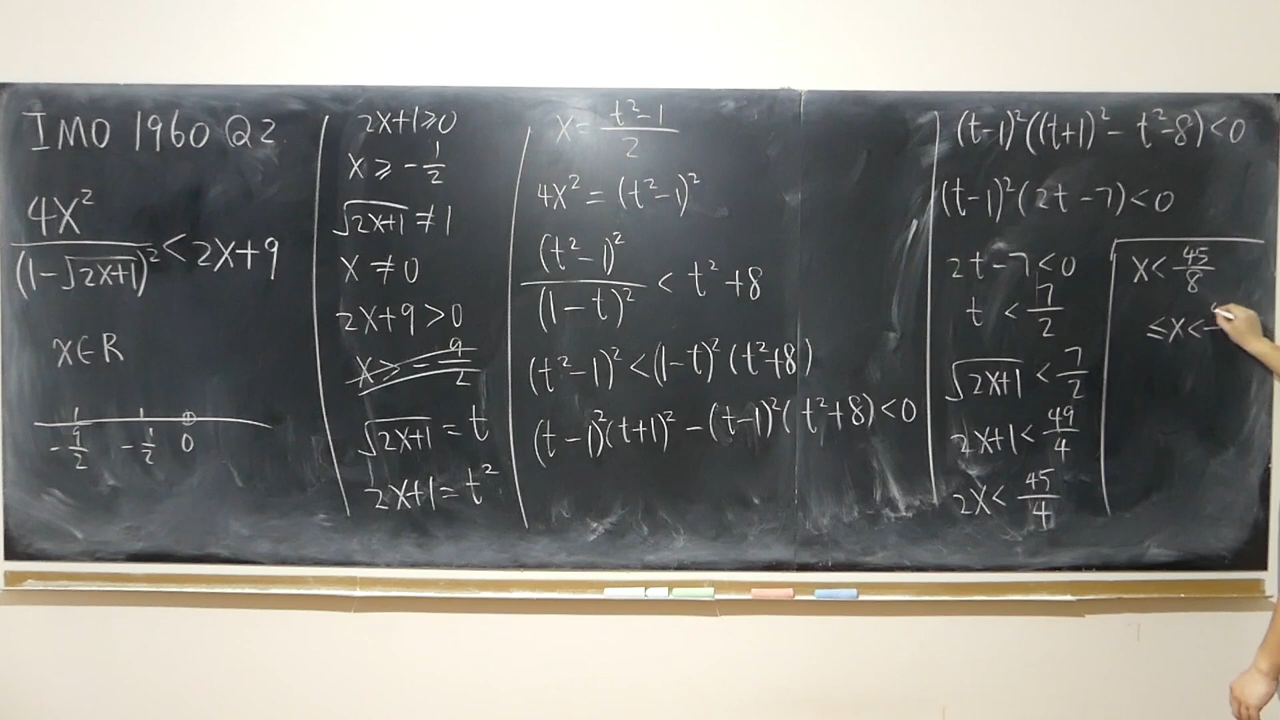 IMO 1960 Q2
4x²/(1-√(2x+1))² < 2x+9
x∈R
-9/2 -1/2 0
2x+1≥0
x ≥ -1/2
√(2x+1) ≠ 1
x ≠ 0
2x+9>0
x > -9/2
√(2x+1) = t
2x+1 = t²
x = (t²-1)/2
4x² = (t²-1)²
(t²-1)²/(1-t)² < t²+8
(t²-1)² < (1-t)² (t²+8)
(t-1)²(t+1)² - (t-1)²(t²+8) < 0
(t-1)²((t+1)² - t²-8) < 0
(t-1)²(2t-7) < 0
2t-7<0
t < 7/2
√(2x+1) < 7/2
2x+1 < 49/4
2x < 45/4
x < 45/8
≤x<